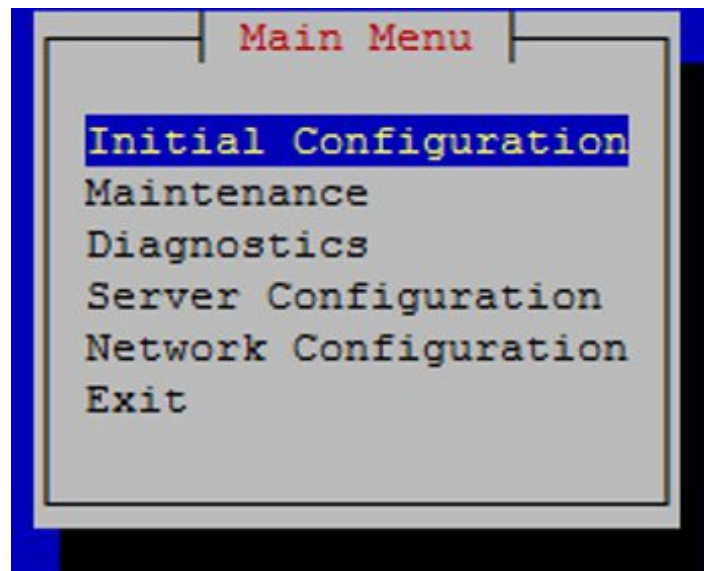 Main Menu
Initial Configuration
Maintenance
Diagnostics
Server Configuration
Network Configuration
Exit